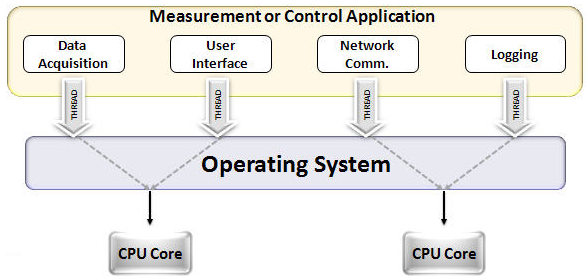 Measurement or Control Application
Data
Acquisition
User
Interface
Network
Comm.
Logging
THREAD
THREAD
THREAD
THREAD
Operating System
CPU Core
CPU Core